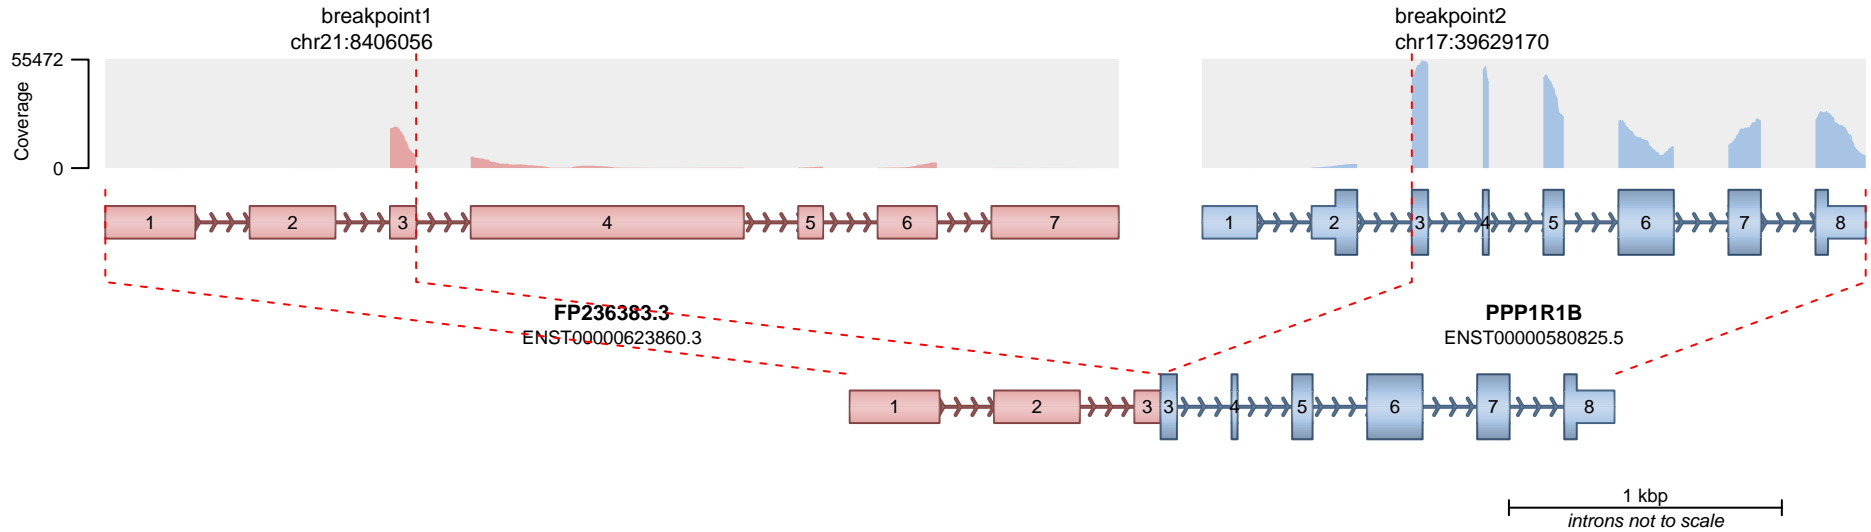 breakpoint1
chr21:8406056
breakpoint2
chr17:39629170
55472
Coverage
0
1 2 3 4 5 6 7
1 2 3 4 5 6 7 8
FP236383.3
ENST00000623860.3
PPP1R1B
ENST00000580825.5
1 2 3 3 4 5 6 7 8
1 kbp
introns not to scale